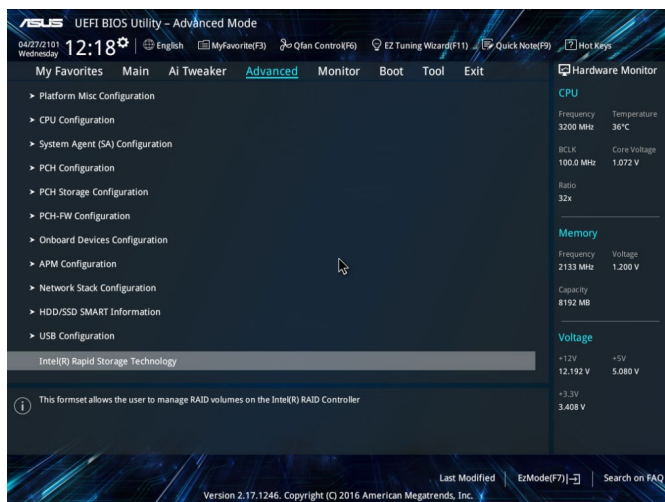 ASUS UEFI BIOS Utility – Advanced Mode
04/27/2101
Wednesday
12:18
English
MyFavorite(F3)
Qfan Control(F6)
EZ Tuning Wizard(F11)
Quick Note(F9)
Hot Keys
My Favorites
Main
Ai Tweaker
Advanced
Monitor
Boot
Tool
Exit
Hardware Monitor
> Platform Misc Configuration
> CPU Configuration
> System Agent (SA) Configuration
> PCH Configuration
> PCH Storage Configuration
> PCH-FW Configuration
> Onboard Devices Configuration
> APM Configuration
> Network Stack Configuration
> HDD/SSD SMART Information
> USB Configuration
Intel(R) Rapid Storage Technology
CPU
Frequency Temperature
3200 MHz 36°C
BCLK Core Voltage
100.0 MHz 1.072 V
Ratio
32x
Memory
Frequency Voltage
2133 MHz 1.200 V
Capacity
8192 MB
Voltage
+12V +5V
12.192 V 5.080 V
+3.3V
3.408 V
This formset allows the user to manage RAID volumes on the Intel(R) RAID Controller
Last Modified
EzMode(F7)
Search on FAQ
Version 2.17.1246. Copyright (C) 2016 American Megatrends, Inc.